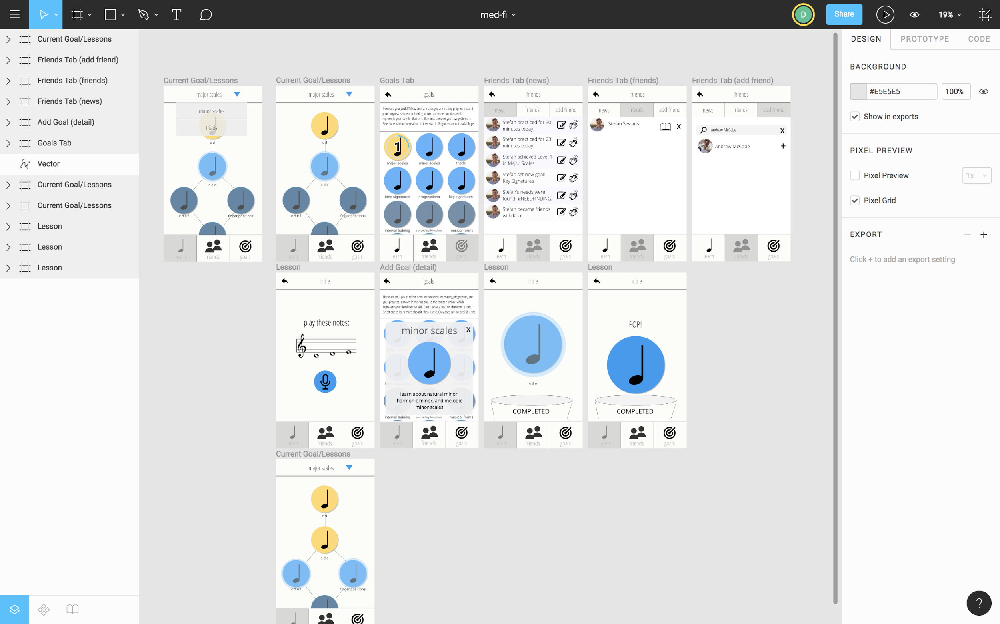 med-fi
D
Share
19%
Current Goal/Lessons
Friends Tab (add friend)
Friends Tab (friends)
Friends Tab (news)
Add Goal (detail)
Goals Tab
Vector
Current Goal/Lessons
Current Goal/Lessons
Lesson
Lesson
Lesson
Current Goal/Lessons
major scales
minor scales
triads
c d
c d e
c d e f
finger positions
learn
friends
goals
Current Goal/Lessons
major scales
c d
c d e
c d e f
finger positions
learn
friends
goals
Goals Tab
goals
These are your goals! Yellow ones are ones you are making progress on, and
your progress is shown in the ring around the center number, which
represents your level for that skill. Blue ones are ones you have yet to start.
Select one to learn more about it, then start it. Gray ones are not available yet.
1
major scales
minor scales
triads
time signatures
progressions
key signatures
interval training
secondary functions
musical forms
learn
friends
goals
Friends Tab (news)
friends
news
friends
add friend
Stefan practiced for 30
minutes today
Stefan practiced for 23
minutes today
Stefan achieved Level 1
in Major Scales
Stefan set new goal:
Key Signatures
Stefan's needs were
found. #NEEDFINDING.
Stefan became friends
with Khoi
learn
friends
goals
Friends Tab (friends)
friends
news
friends
add friend
Stefan Swaans
X
learn
friends
goals
Friends Tab (add friend)
friends
news
friends
add friend
Andrew McCabe
X
Andrew McCabe
+
learn
friends
goals
Lesson
c d e
play these notes:
learn
friends
goals
Add Goal (detail)
goals
These are your goals! Yellow ones are ones you are making progress on, and
your progress is shown in the ring around the center number, which
represents your level for that skill. Blue ones are ones you have yet to start.
Select one to learn more about it, then start it. Gray ones are not available yet.
minor scales
X
learn about natural minor,
harmonic minor, and melodic
minor scales
interval training
secondary functions
musical forms
learn
friends
goals
Lesson
c d e
c d e
COMPLETED
learn
friends
goals
Lesson
c d e
POP!
COMPLETED
learn
friends
goals
Current Goal/Lessons
major scales
c d
c d e
c d e f
finger positions
DESIGN
PROTOTYPE
CODE
BACKGROUND
#E5E5E5
100%
Show in exports
PIXEL PREVIEW
Pixel Preview
1x
Pixel Grid
EXPORT
Click + to add an export setting
?